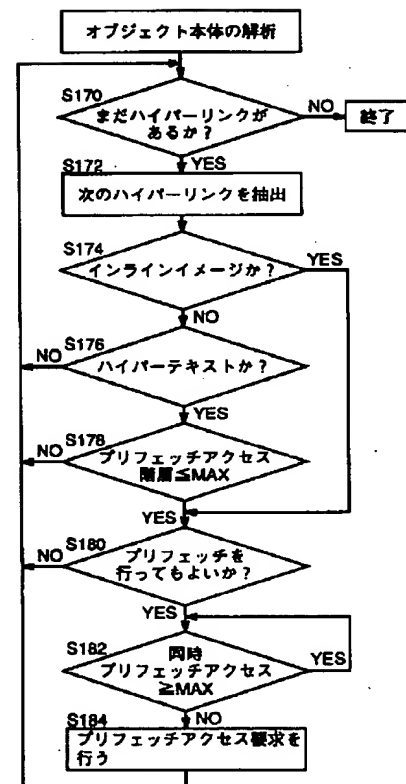 オブジェクト本体の解析
S170
まだハイパーリンクが
あるか？
NO
終了
YES
S172
次のハイパーリンクを抽出
S174
インラインイメージか？
YES
NO
S176
NO
ハイパーテキストか？
YES
S178
NO
プリフェッチアクセス
階層≦MAX
YES
S180
NO
プリフェッチを
行ってもよいか？
YES
S182
同時
プリフェッチアクセス
≧MAX
YES
NO
S184
プリフェッチアクセス要求を
行う